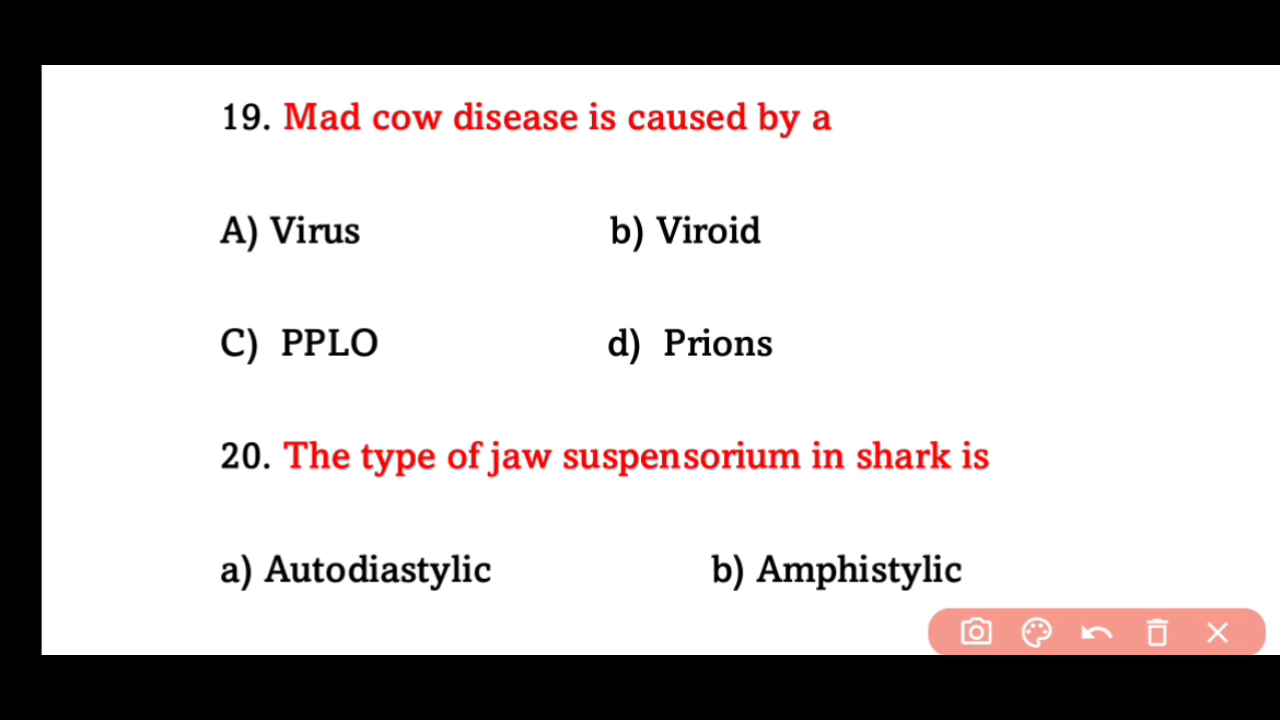 19. Mad cow disease is caused by a
A) Virus b) Viroid
C) PPLO d) Prions
20. The type of jaw suspensorium in shark is
a) Autodiastylic b) Amphistylic